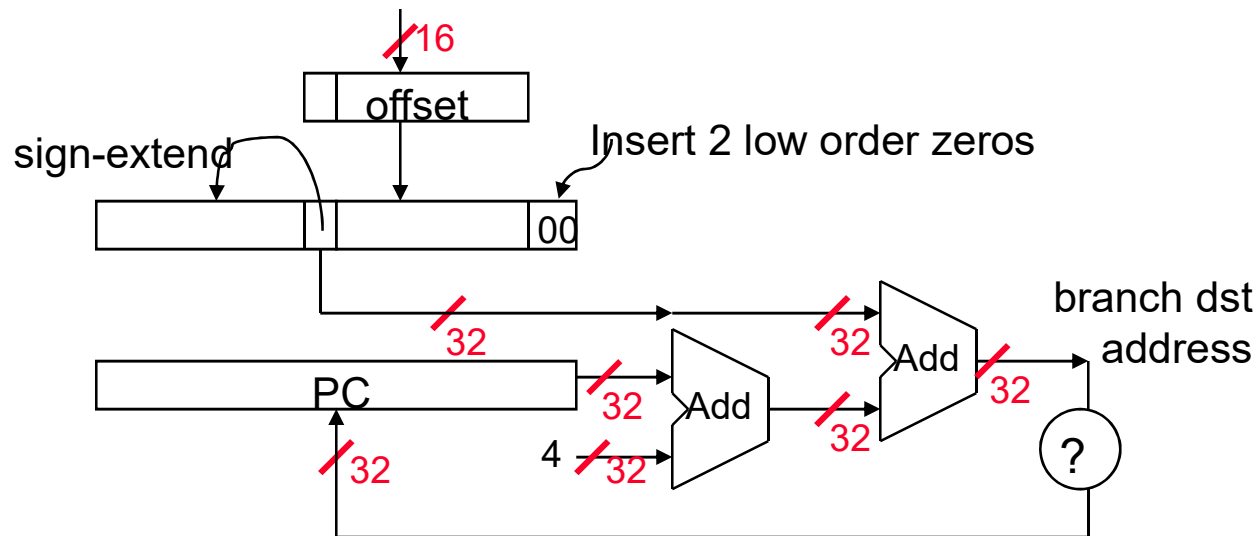 16
offset
sign-extend
Insert 2 low order zeros
00
branch dst
address
32
32
Add
32
PC
32
Add
32
4
32
32
?